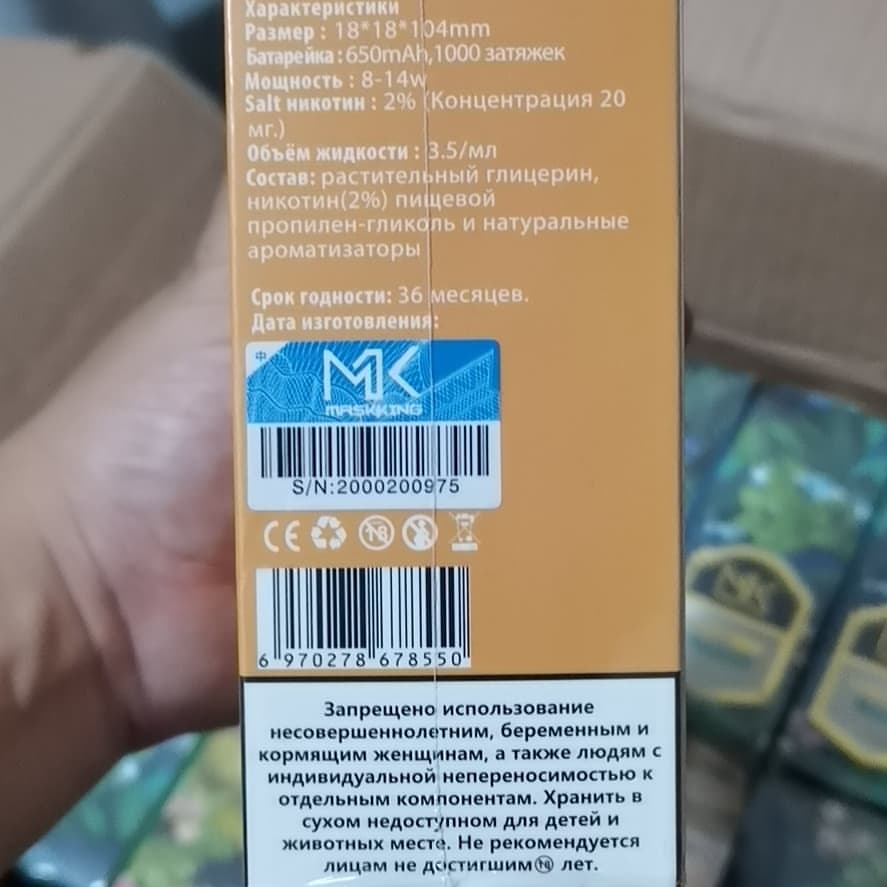 Характеристики
Размер : 18*18*104mm
Батарейка :650mAh,1000 затяжек
Мощность : 8-14w
Salt никотин : 2% (Концентрация 20
мг.)
Объём жидкости : 3.5/мл
Состав: растительный глицерин,
никотин(2%) пищевой
пропилен-гликоль и натуральные
ароматизаторы
Срок годности: 36 месяцев.
Дата изготовления:
中
MK
MASKKING
S/N:2000200975
CE
18
6 970278 678550
Запрещено использование
несовершеннолетним, беременным и
кормящим женщинам, а также людям с
индивидуальной непереносимостью к
отдельным компонентам. Хранить в
сухом недоступном для детей и
животных месте. Не рекомендуется
лицам не достигшим 18 лет.
MK